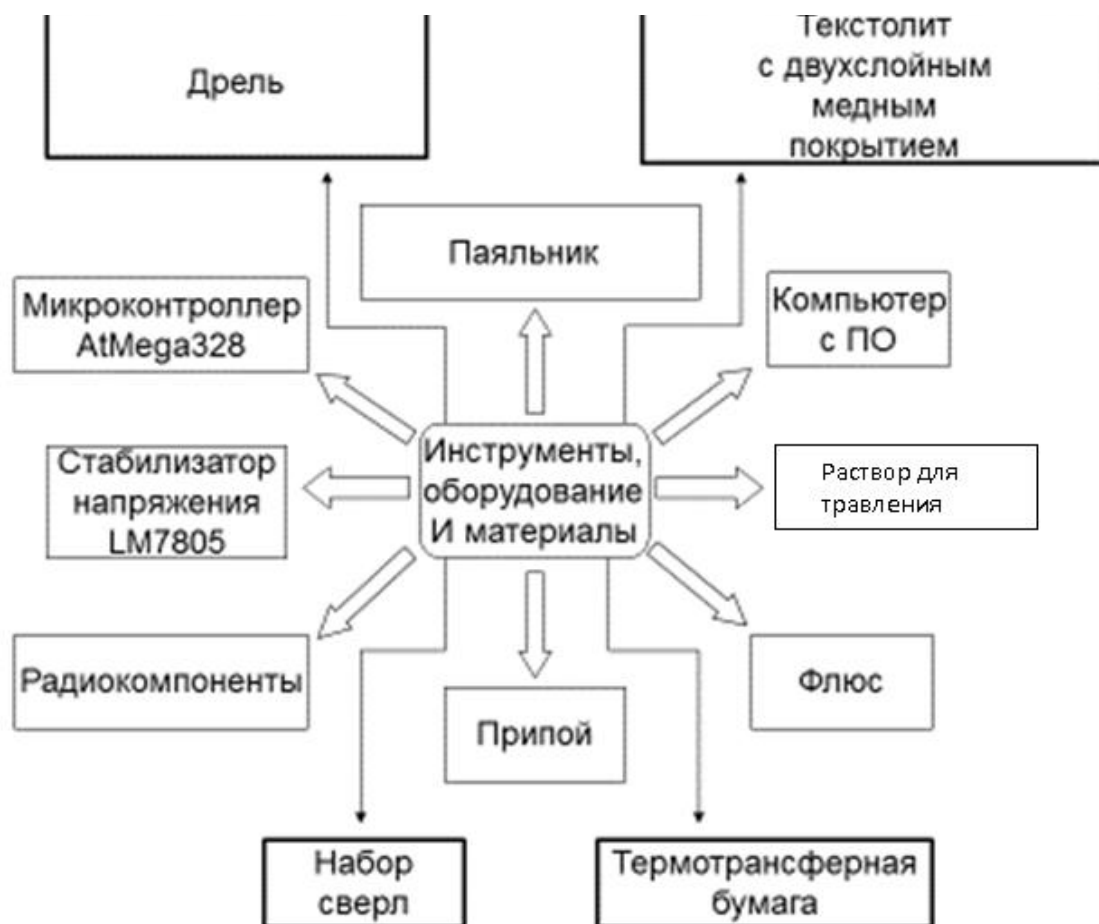 Дрель
Текстолит
с двухслойным
медным
покрытием
Паяльник
Микроконтроллер
AtMega328
Компьютер
с ПО
Стабилизатор
напряжения
LM7805
Инструменты,
оборудование
И материалы
Раствор для
травления
Радиокомпоненты
Припой
Флюс
Набор
сверл
Термотрансферная
бумага